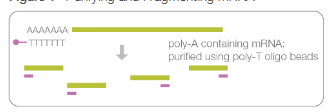 AAAAAAA
TTTTTTT
poly-A containing mRNA:
purified using poly-T oligo beads